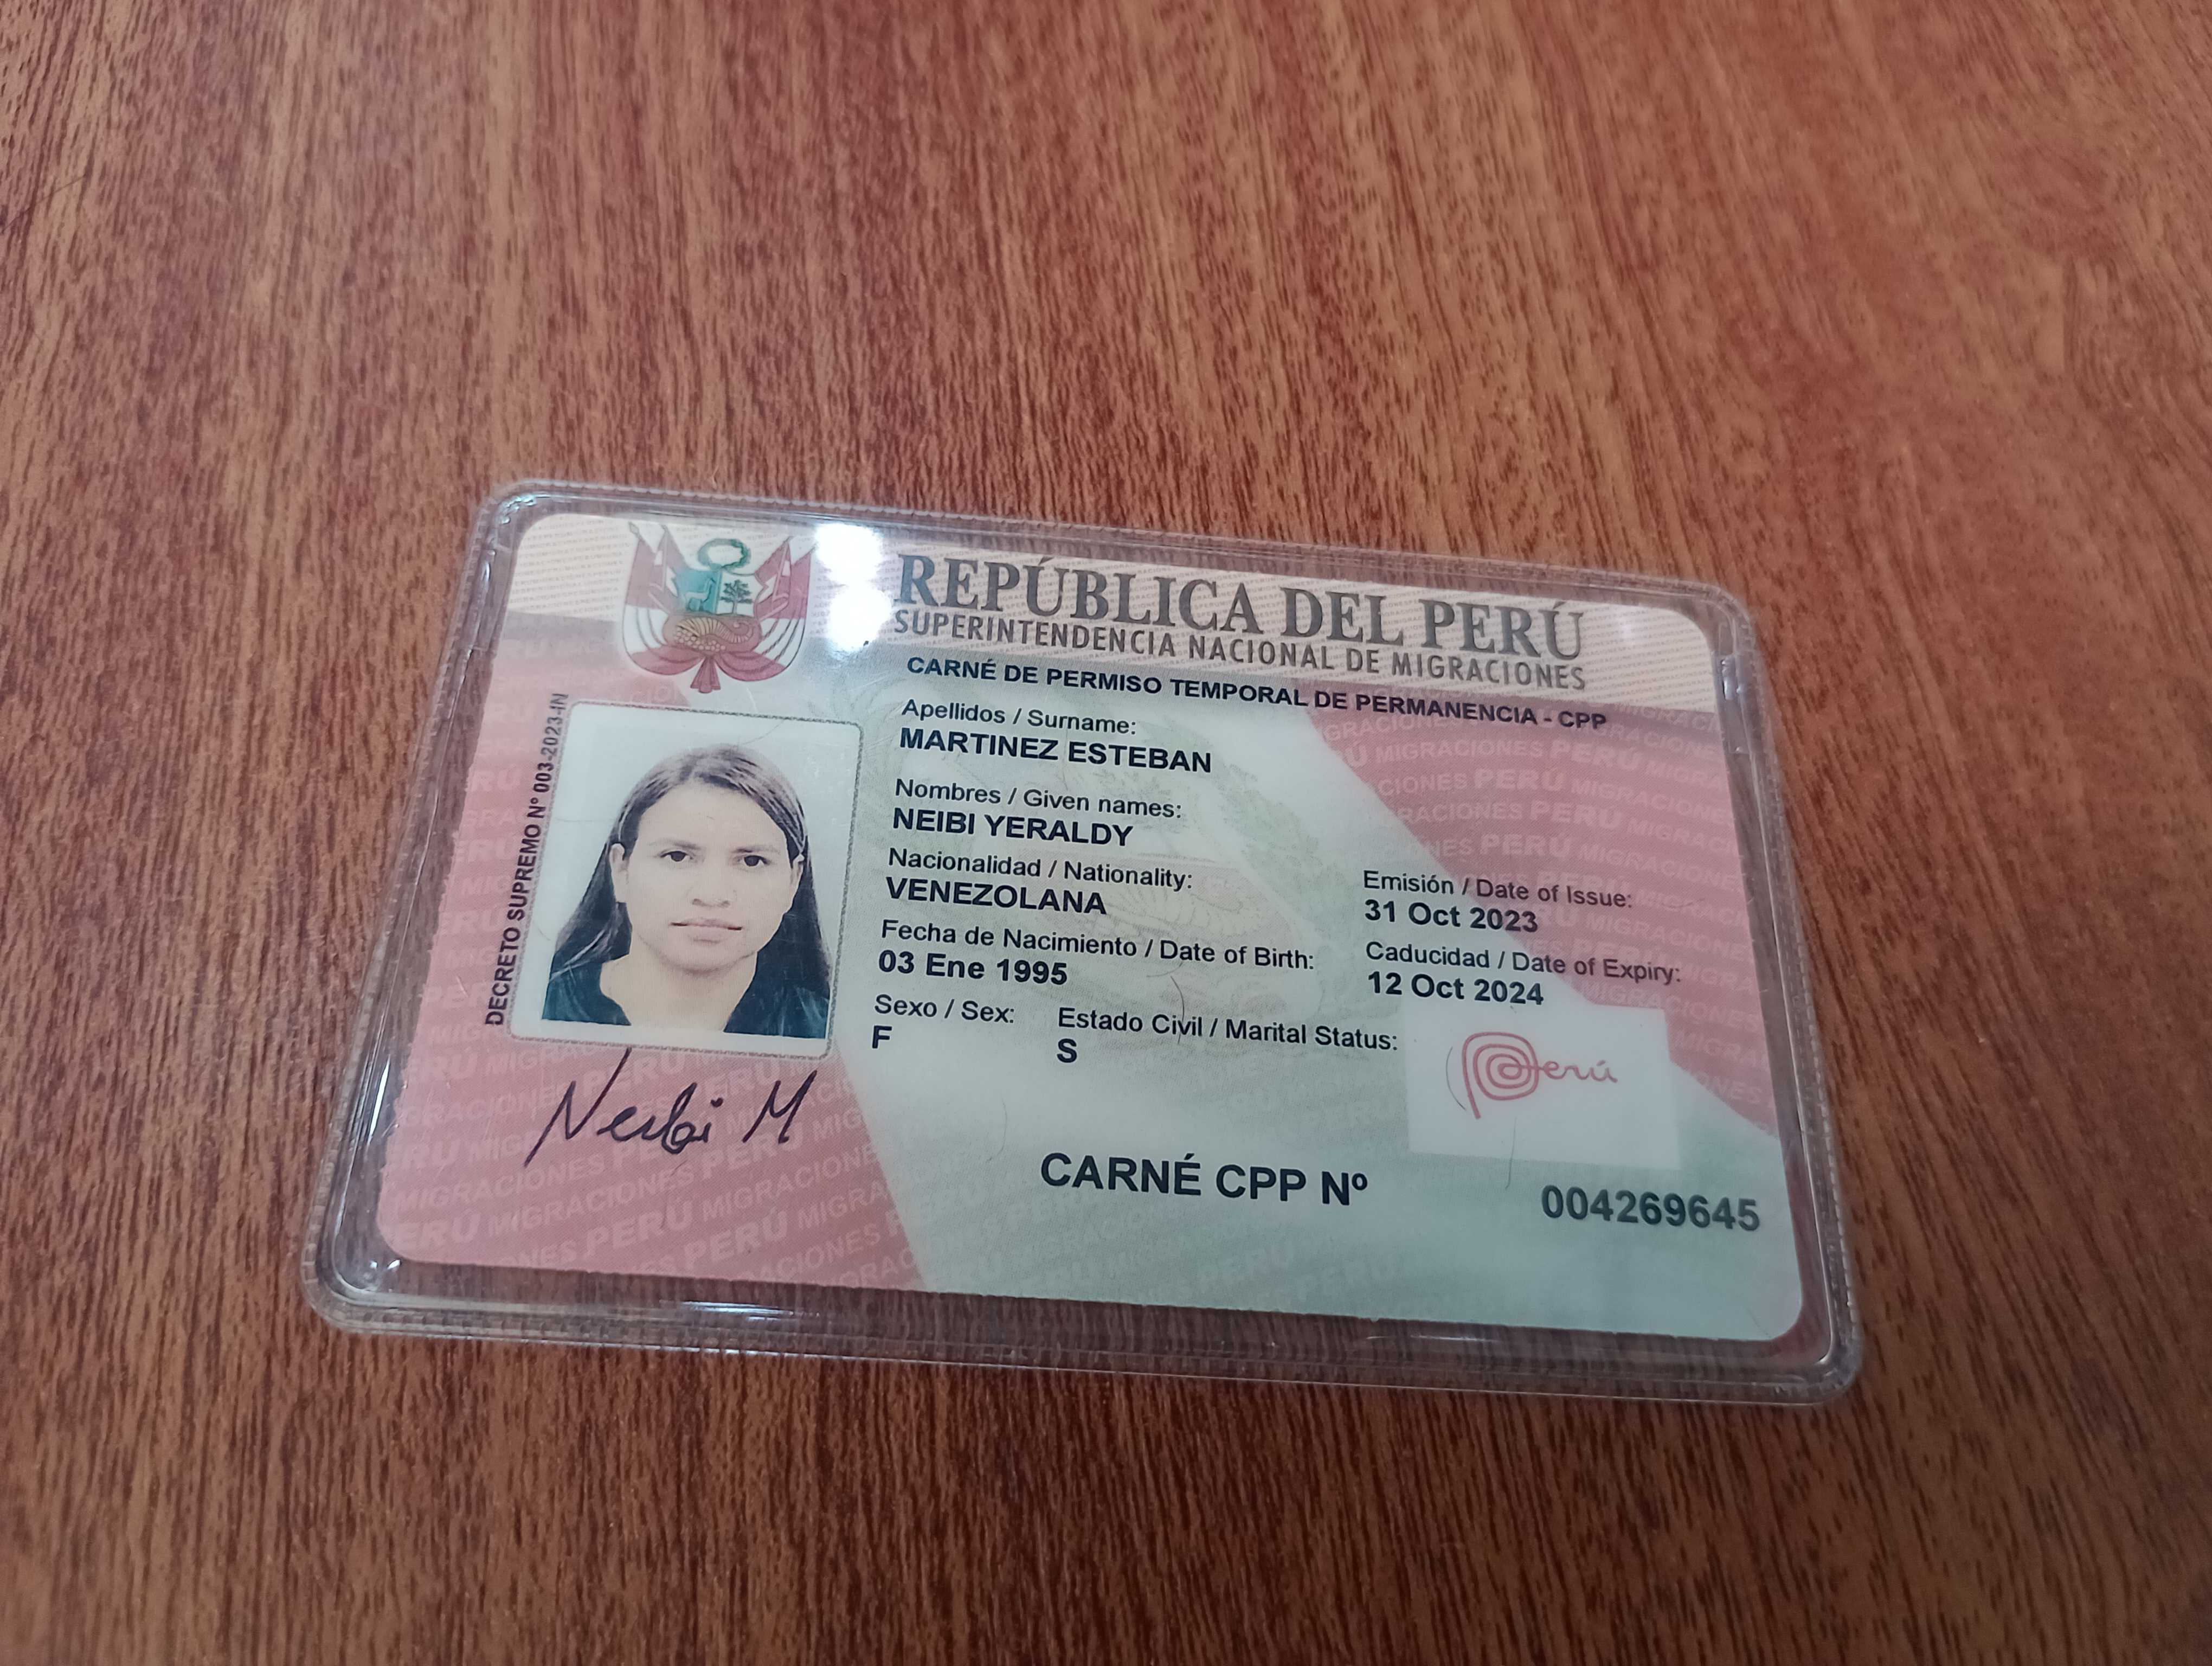 REPÚBLICA DEL PERÚ
SUPERINTENDENCIA NACIONAL DE MIGRACIONES
CARNÉ DE PERMISO TEMPORAL DE PERMANENCIA - CPP
DECRETO SUPREMO Nº 003-2023-IN
Apellidos / Surname:
MARTINEZ ESTEBAN
Nombres / Given names:
NEIBI YERALDY
Nacionalidad / Nationality:
VENEZOLANA
Fecha de Nacimiento / Date of Birth:
03 Ene 1995
Sexo / Sex:
F
Estado Civil / Marital Status:
S
Emisión / Date of Issue:
31 Oct 2023
Caducidad / Date of Expiry:
12 Oct 2024
Perú
Neibi M
CARNÉ CPP Nº
004269645